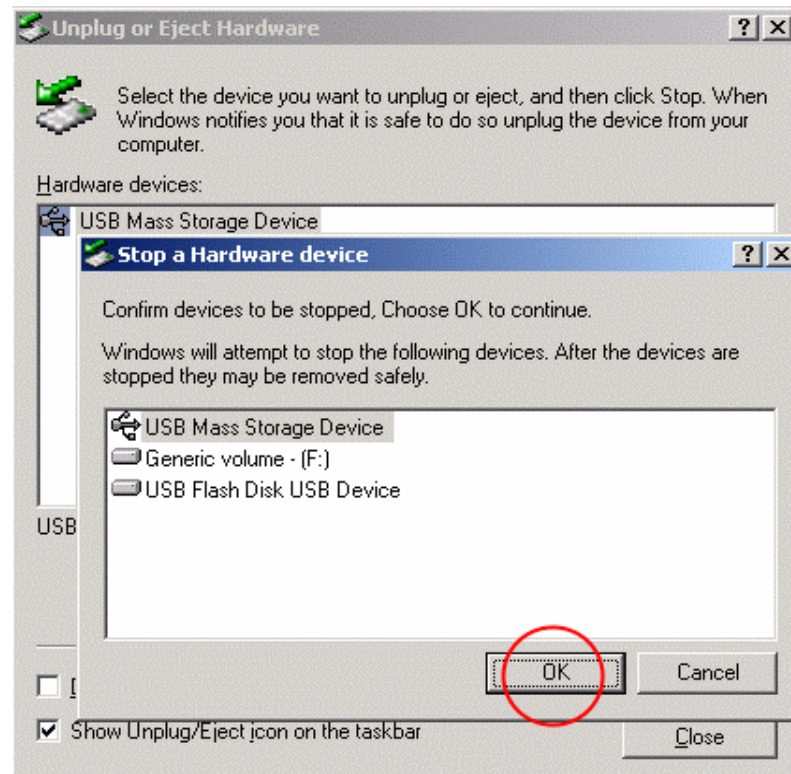 Unplug or Eject Hardware
Select the device you want to unplug or eject, and then click Stop. When
Windows notifies you that it is safe to do so unplug the device from your
computer.
Hardware devices:
USB Mass Storage Device
Stop a Hardware device
Confirm devices to be stopped, Choose OK to continue.
Windows will attempt to stop the following devices. After the devices are
stopped they may be removed safely.
USB Mass Storage Device
Generic volume - (F:)
USB Flash Disk USB Device
USB
OK Cancel
Show Unplug/Eject icon on the taskbar
Close